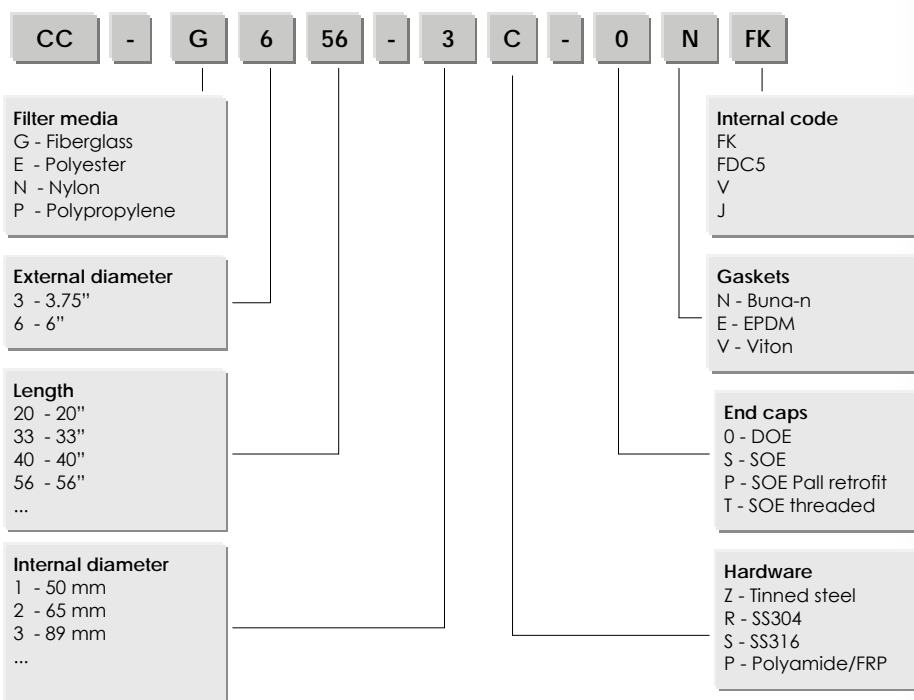 CC - G 6 56 - 3 C - 0 N FK
Filter media
G - Fiberglass
E - Polyester
N - Nylon
P - Polypropylene
External diameter
3 - 3.75”
6 - 6”
Length
20 - 20”
33 - 33”
40 - 40”
56 - 56”
...
Internal diameter
1 - 50 mm
2 - 65 mm
3 - 89 mm
...
Internal code
FK
FDC5
V
J
Gaskets
N - Buna-n
E - EPDM
V - Viton
End caps
0 - DOE
S - SOE
P - SOE Pall retrofit
T - SOE threaded
Hardware
Z - Tinned steel
R - SS304
S - SS316
P - Polyamide/FRP